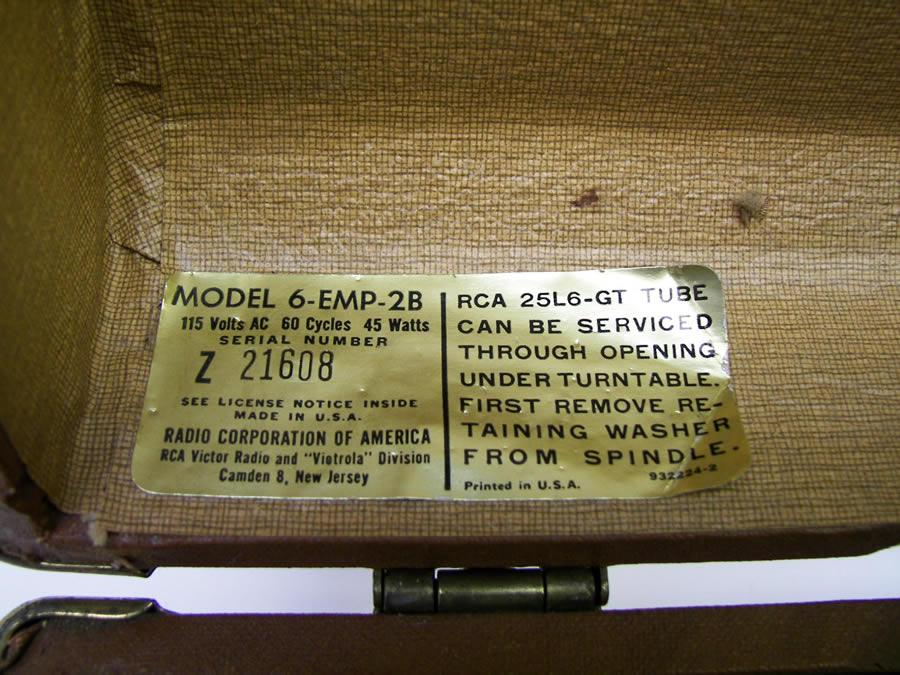 MODEL 6-EMP-2B
115 Volts AC 60 Cycles 45 Watts
SERIAL NUMBER
Z 21608
SEE LICENSE NOTICE INSIDE
MADE IN U.S.A.
RADIO CORPORATION OF AMERICA
RCA Victor Radio and "Victrola" Division
Camden 8, New Jersey
RCA 25L6-GT TUBE
CAN BE SERVICED
THROUGH OPENING
UNDER TURNTABLE.
FIRST REMOVE RE-
TAINING WASHER
FROM SPINDLE.
932224-2
Printed in U.S.A.